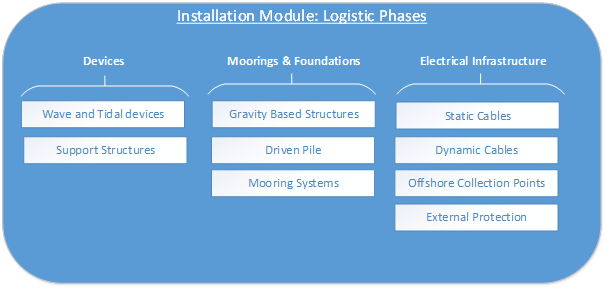 Installation Module: Logistic Phases
Devices
Wave and Tidal devices
Support Structures
Moorings & Foundations
Gravity Based Structures
Driven Pile
Mooring Systems
Electrical Infrastructure
Static Cables
Dynamic Cables
Offshore Collection Points
External Protection